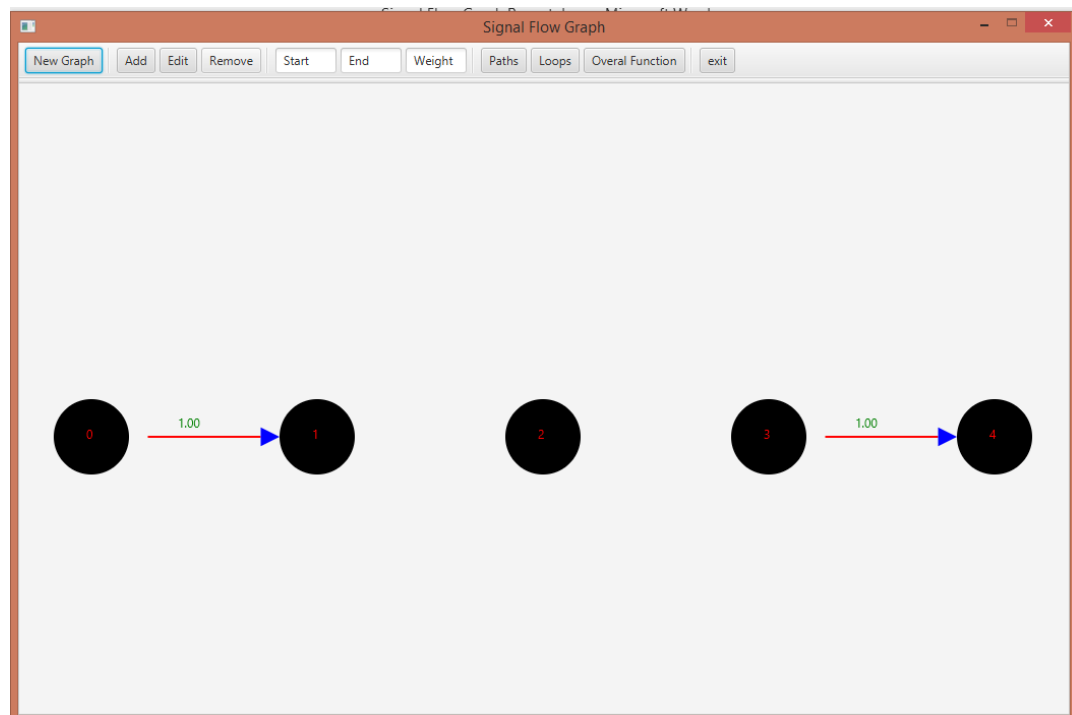 Signal Flow Graph
New Graph Add Edit Remove Start End Weight Paths Loops Overal Function exit
1.00 1.00
0 1 2 3 4